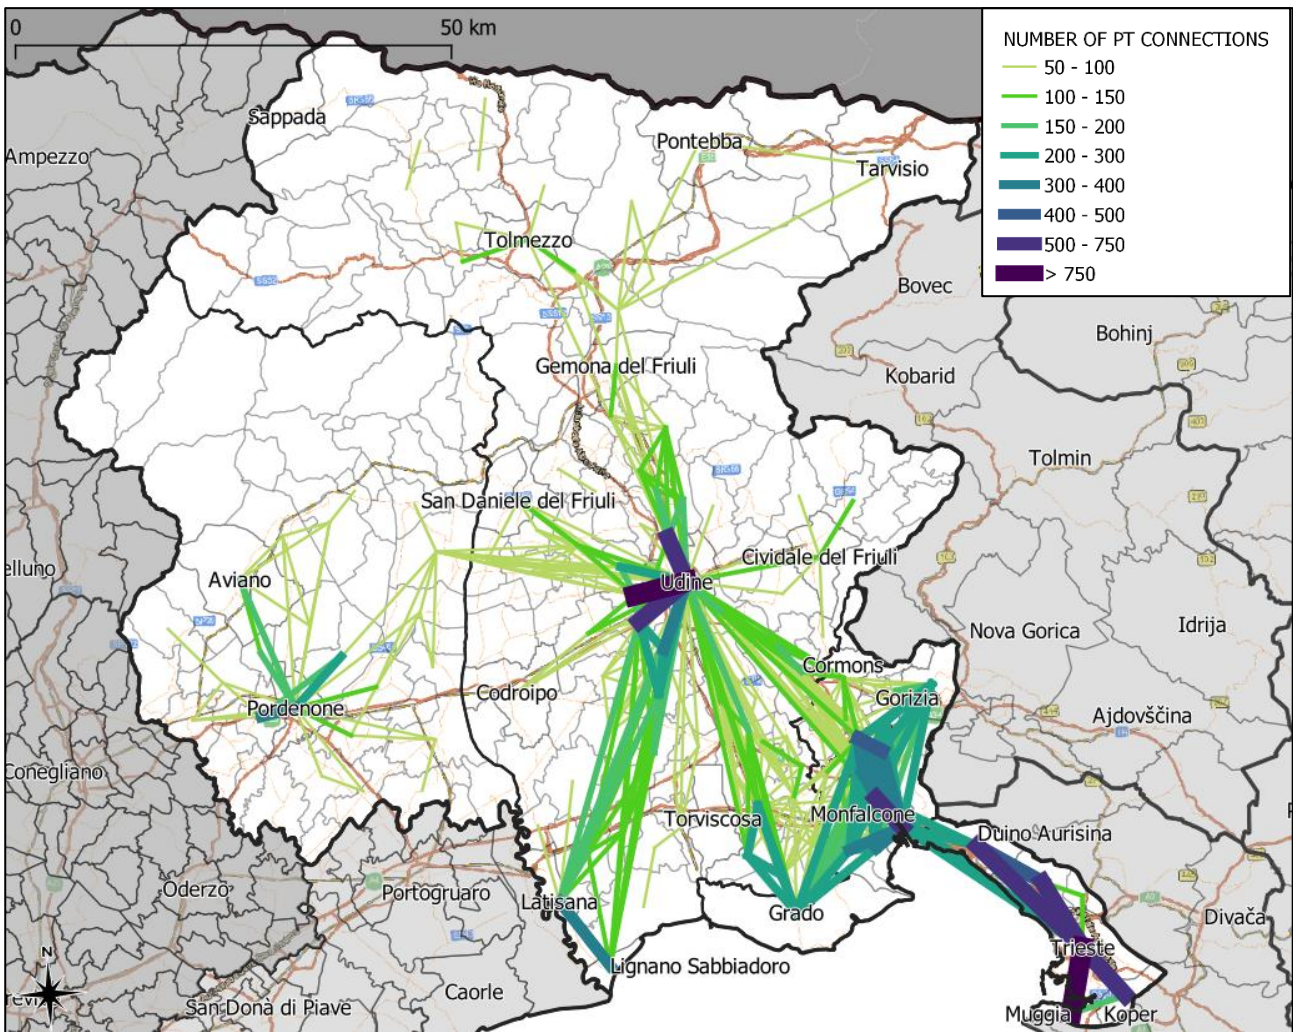 0
50 km
NUMBER OF PT CONNECTIONS
50 - 100
100 - 150
150 - 200
200 - 300
300 - 400
400 - 500
500 - 750
> 750
Sappada
Ampezzo
Pontebba
Tarvisio
Tolmezzo
Bovec
Bohinj
Gemona del Friuli
Kobarid
Tolmin
San Daniele del Friuli
elluno
Cividale del Friuli
Aviano
Udine
Idrija
Nova Gorica
Cormons
Codroipo
Gorizia
Pordenone
Ajdovščina
Conegliano
Torviscosa
Monfalcone
Duino Aurisina
Oderzo
Portogruaro
Latisana
Grado
Divača
Trieste
N
Lignano Sabbiadoro
Caorle
San Donà di Piave
Muggia
Koper